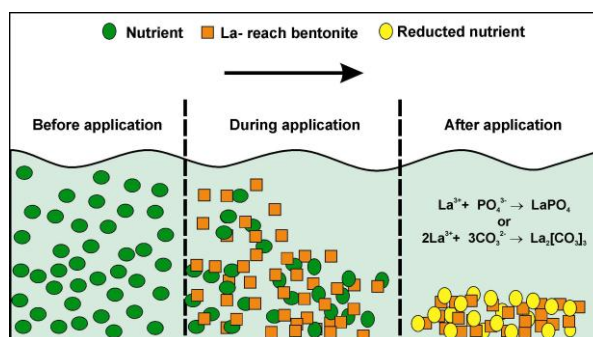 Nutrient La- reach bentonite Reducted nutrient
Before application During application After application
La³⁺+ PO₄³⁻→ LaPO₄
or
2La³⁺+ 3CO₃²⁻→ La₂[CO₃]₃